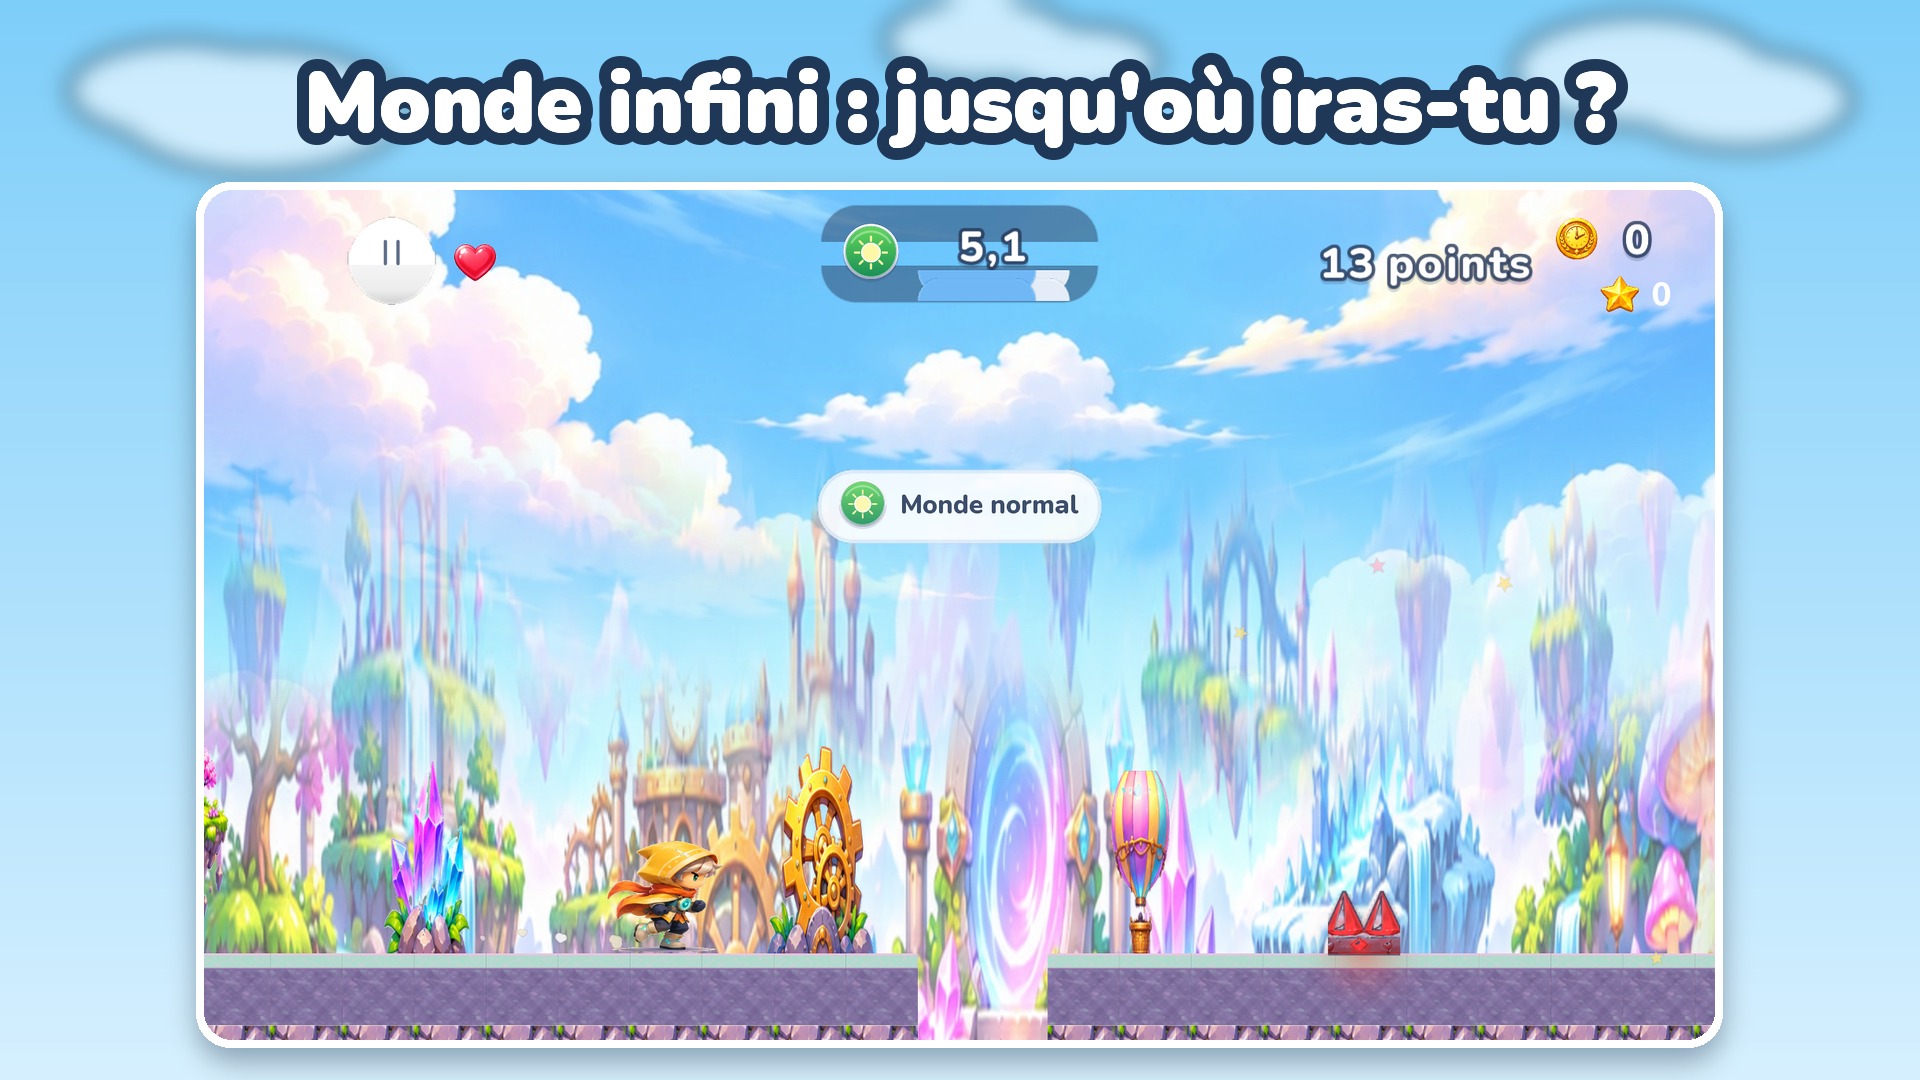 Monde infini : jusqu'où iras-tu ?
5,1
13 points
0
0
Monde normal